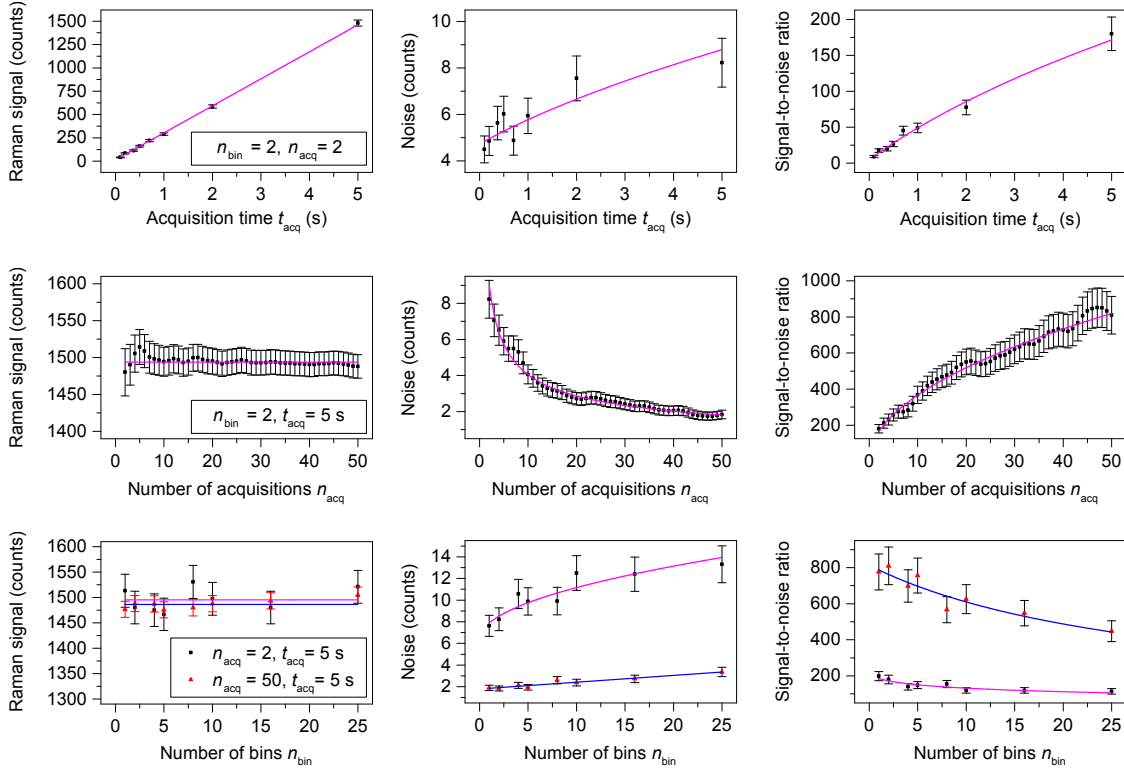 Raman signal (counts)
1500
1250
1000
750
500
250
0
n_bin = 2, n_acq = 2
0 1 2 3 4 5
Acquisition time t_acq (s)
Noise (counts)
10
8
6
4
0 1 2 3 4 5
Acquisition time t_acq (s)
Signal-to-noise ratio
200
150
100
50
0
0 1 2 3 4 5
Acquisition time t_acq (s)
Raman signal (counts)
1600
1550
1500
1450
1400
n_bin = 2, t_acq = 5 s
0 10 20 30 40 50
Number of acquisitions n_acq
Noise (counts)
8
6
4
2
0 10 20 30 40 50
Number of acquisitions n_acq
Signal-to-noise ratio
1000
800
600
400
200
0 10 20 30 40 50
Number of acquisitions n_acq
Raman signal (counts)
1600
1550
1500
1450
1400
1350
1300
n_acq = 2, t_acq = 5 s
n_acq = 50, t_acq = 5 s
0 5 10 15 20 25
Number of bins n_bin
Noise (counts)
14
12
10
8
6
4
2
0 5 10 15 20 25
Number of bins n_bin
Signal-to-noise ratio
800
600
400
200
0 5 10 15 20 25
Number of bins n_bin